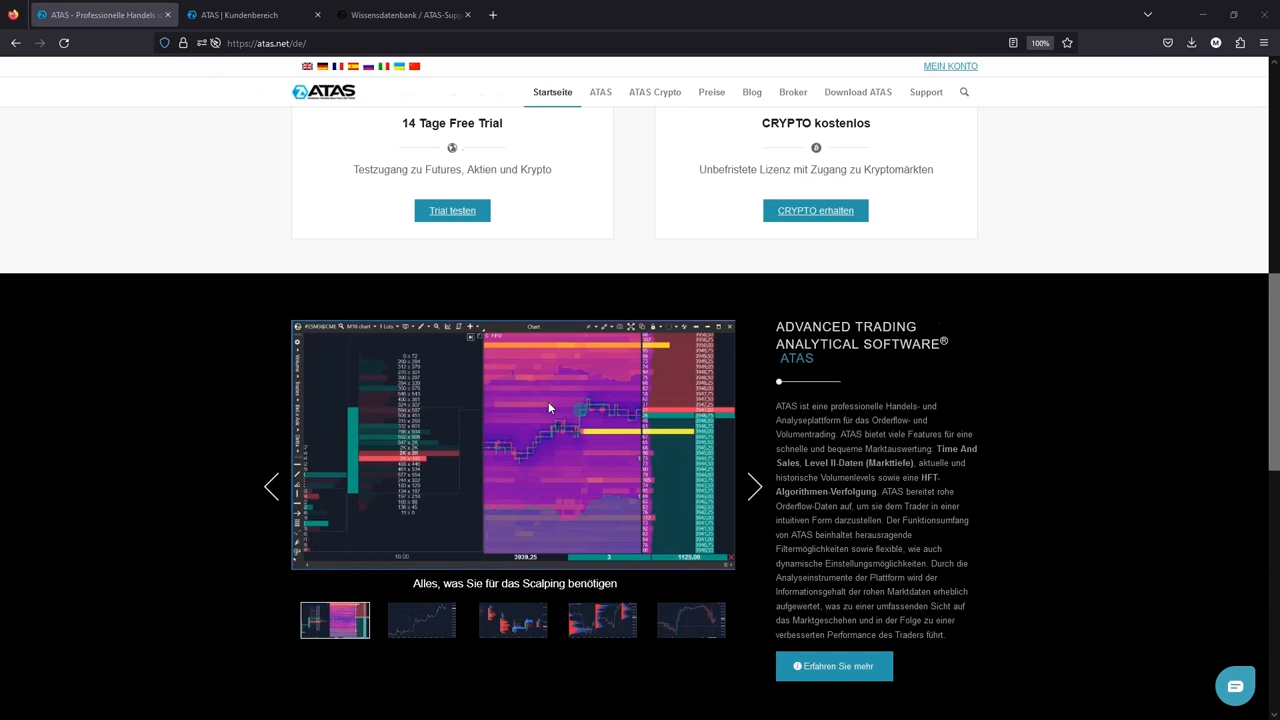 ATAS - Professionelle Handels
ATAS | Kundenbereich
Wissensdatenbank / ATAS-Supp
https://atas.net/de/
100%
MEIN KONTO
ATAS
Startseite
ATAS
ATAS Crypto
Preise
Blog
Broker
Download ATAS
Support
14 Tage Free Trial
Testzugang zu Futures, Aktien und Krypto
Trial testen
CRYPTO kostenlos
Unbefristete Lizenz mit Zugang zu Kryptomärkten
CRYPTO erhalten
Chart
16:00
3939,25
3
1125,00
Alles, was Sie für das Scalping benötigen
ADVANCED TRADING
ANALYTICAL SOFTWARE®
ATAS
ATAS ist eine professionelle Handels- und
Analyseplattform für das Orderflow- und
Volumentrading. ATAS bietet viele Features für eine
schnelle und bequeme Marktauswertung: Time And
Sales, Level II-Daten (Markttiefe), aktuelle und
historische Volumenlevels sowie eine HFT-
Algorithmen-Verfolgung. ATAS bereitet rohe
Orderflow-Daten auf, um sie dem Trader in einer
intuitiven Form darzustellen. Der Funktionsumfang
von ATAS beinhaltet herausragende
Filtermöglichkeiten sowie flexible, wie auch
dynamische Einstellungsmöglichkeiten. Durch die
Analyseinstrumente der Plattform wird der
Informationsgehalt der rohen Marktdaten erheblich
aufgewertet, was zu einer umfassenden Sicht auf
das Marktgeschehen und in der Folge zu einer
verbesserten Performance des Traders führt.
Erfahren Sie mehr